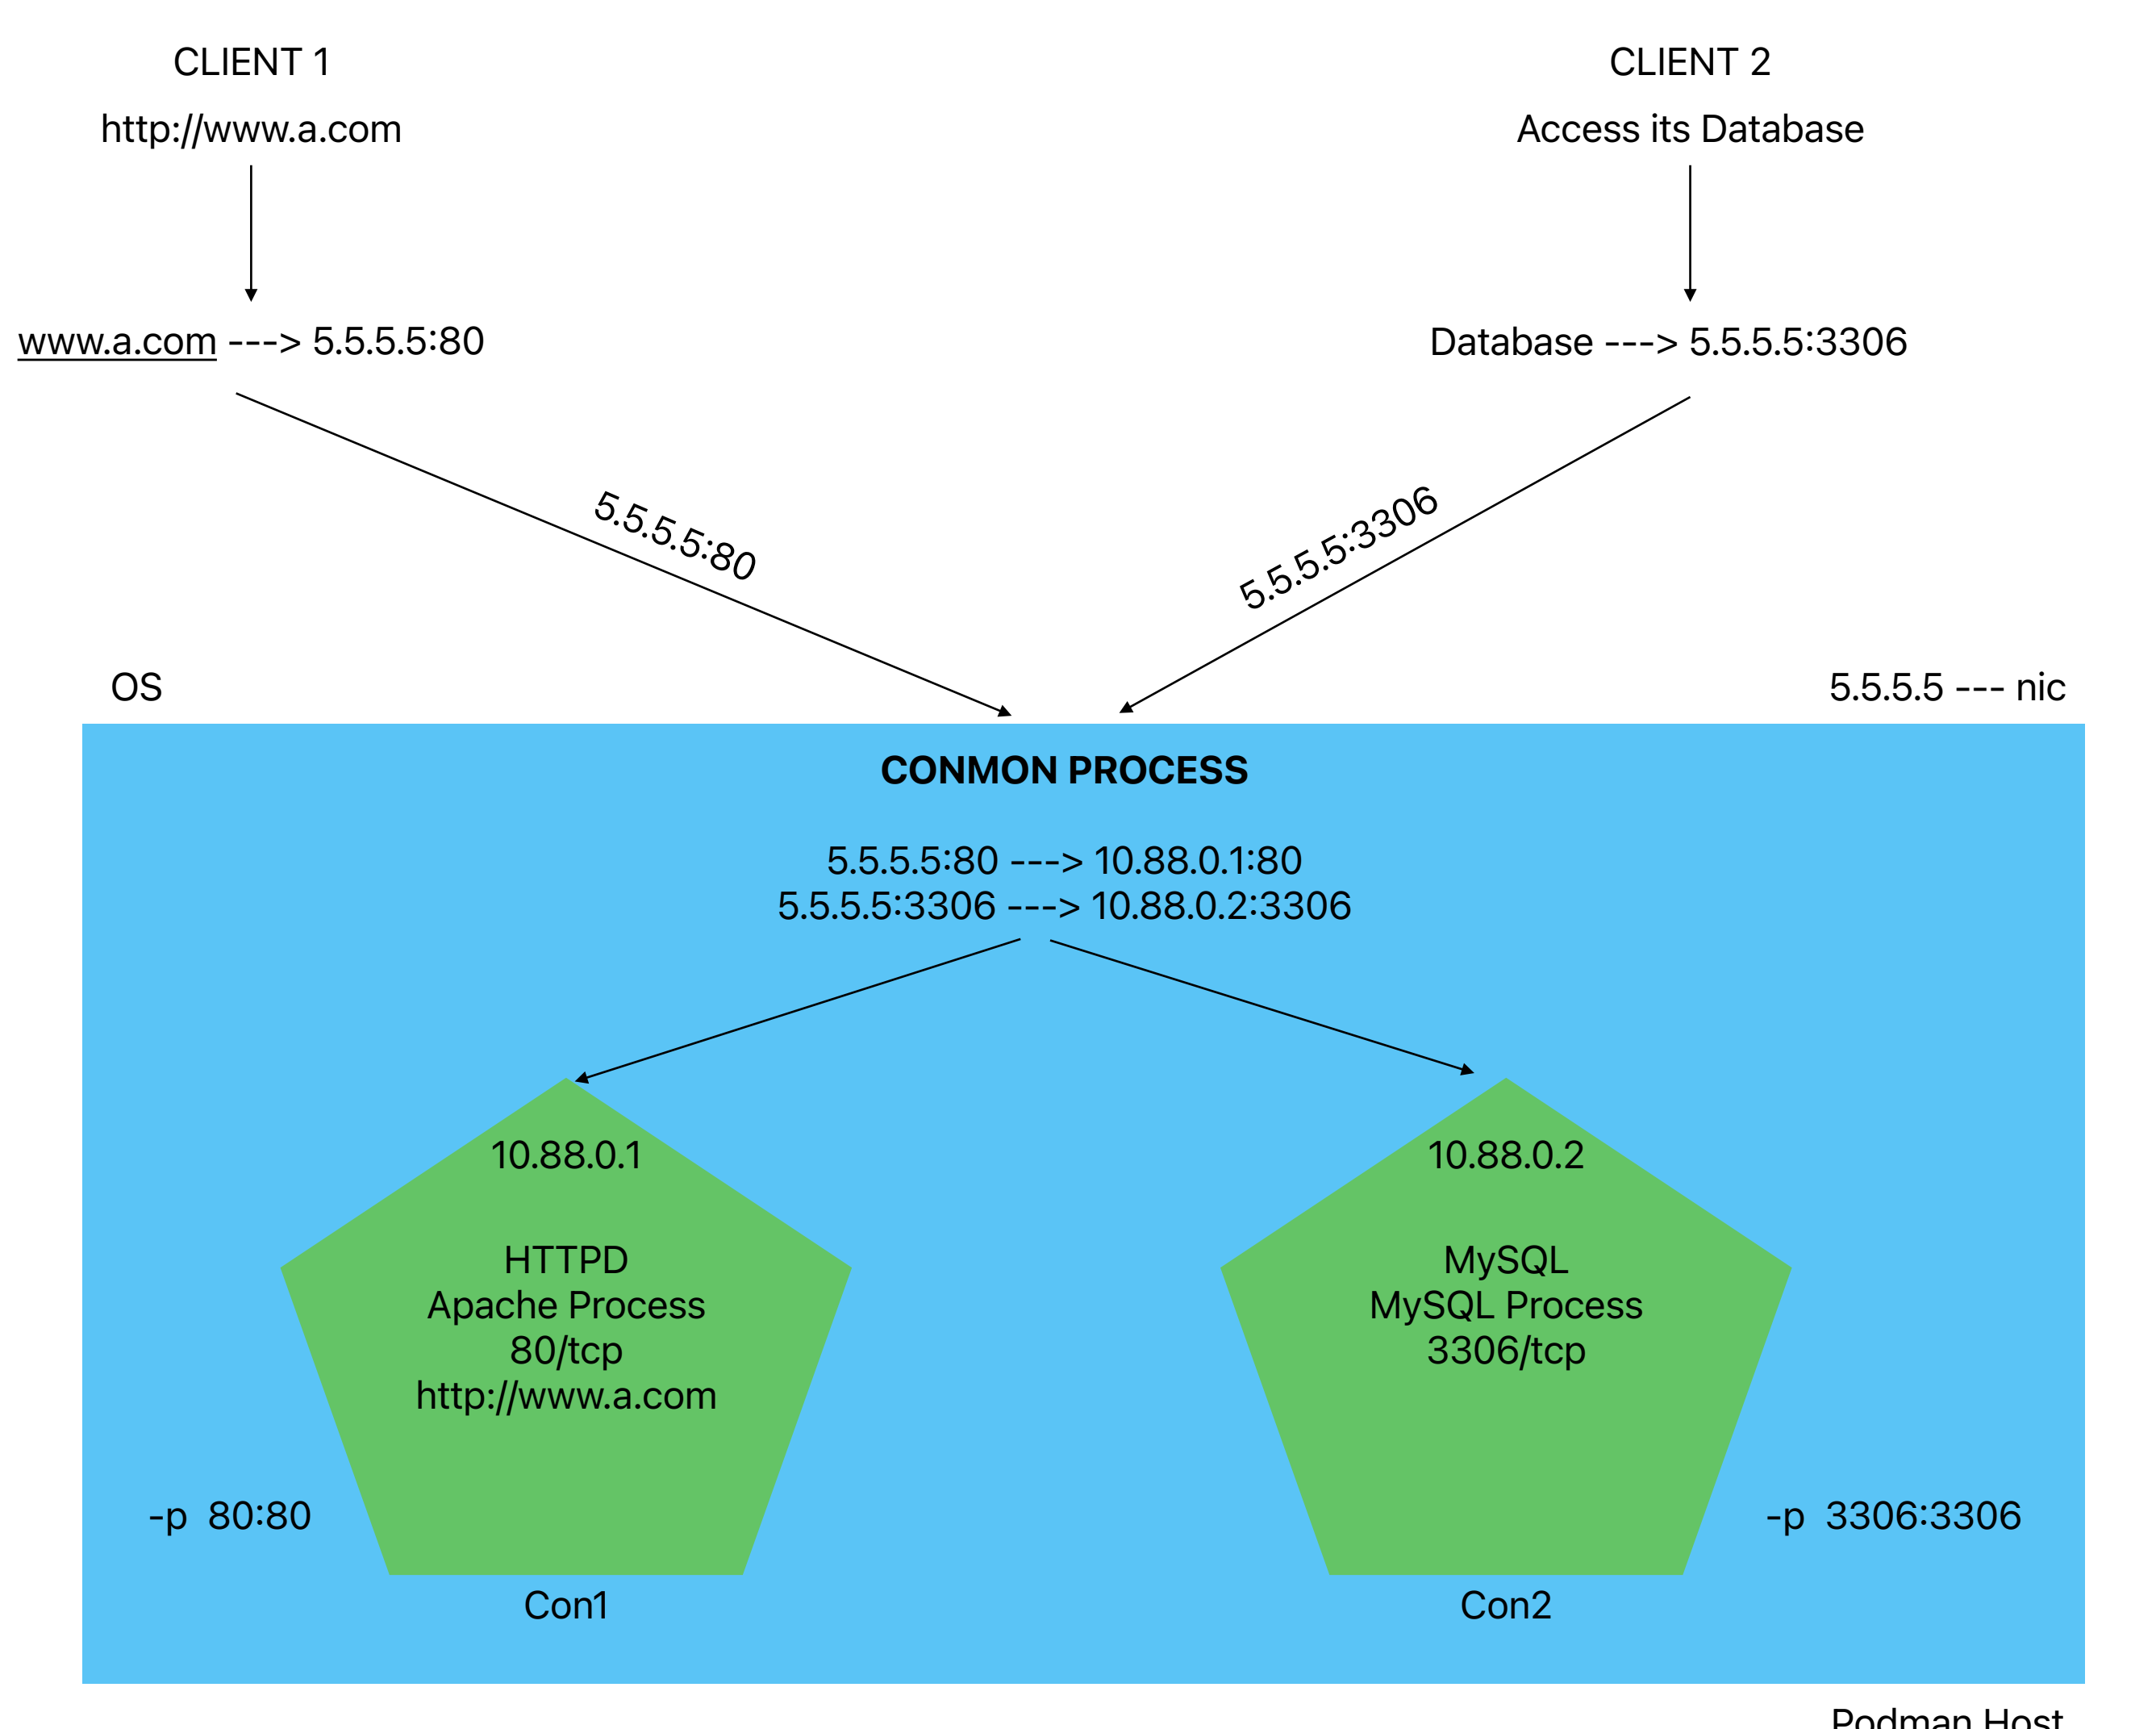 CLIENT 1
http://www.a.com
www.a.com ---> 5.5.5.5:80
CLIENT 2
Access its Database
Database ---> 5.5.5.5:3306
5.5.5.5:80
5.5.5.5:3306
OS
5.5.5.5 --- nic
CONMON PROCESS
5.5.5.5:80 ---> 10.88.0.1:80
5.5.5.5:3306 ---> 10.88.0.2:3306
10.88.0.1
HTTPD
Apache Process
80/tcp
http://www.a.com
-p 80:80
Con1
10.88.0.2
MySQL
MySQL Process
3306/tcp
-p 3306:3306
Con2
Podman Host